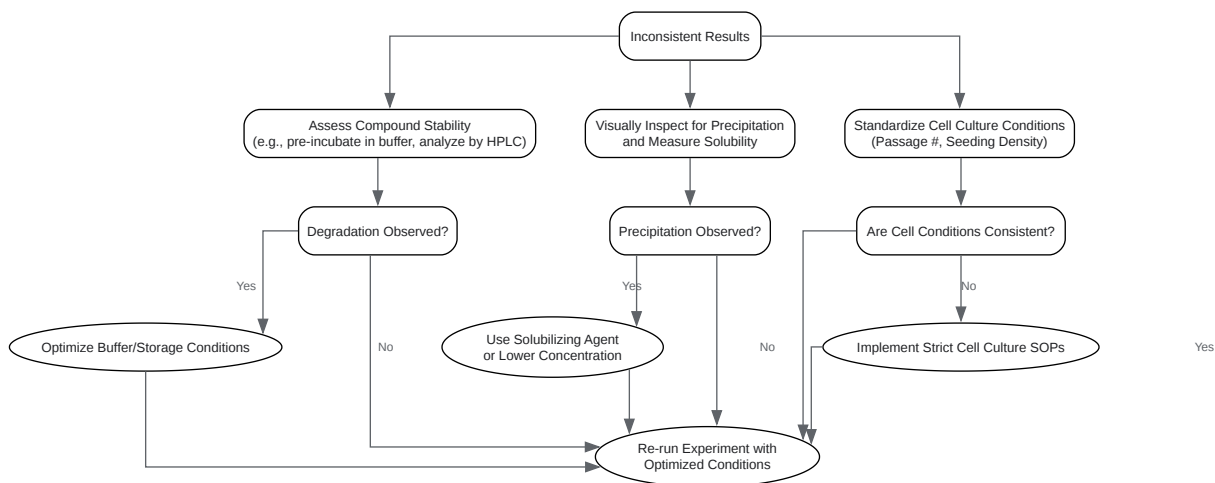 Inconsistent Results
Assess Compound Stability
(e.g., pre-incubate in buffer, analyze by HPLC)
Visually Inspect for Precipitation
and Measure Solubility
Standardize Cell Culture Conditions
(Passage #, Seeding Density)
Degradation Observed?
Precipitation Observed?
Are Cell Conditions Consistent?
Yes
Yes
No
Optimize Buffer/Storage Conditions
No
Use Solubilizing Agent
or Lower Concentration
No
Implement Strict Cell Culture SOPs
Yes
Re-run Experiment with
Optimized Conditions